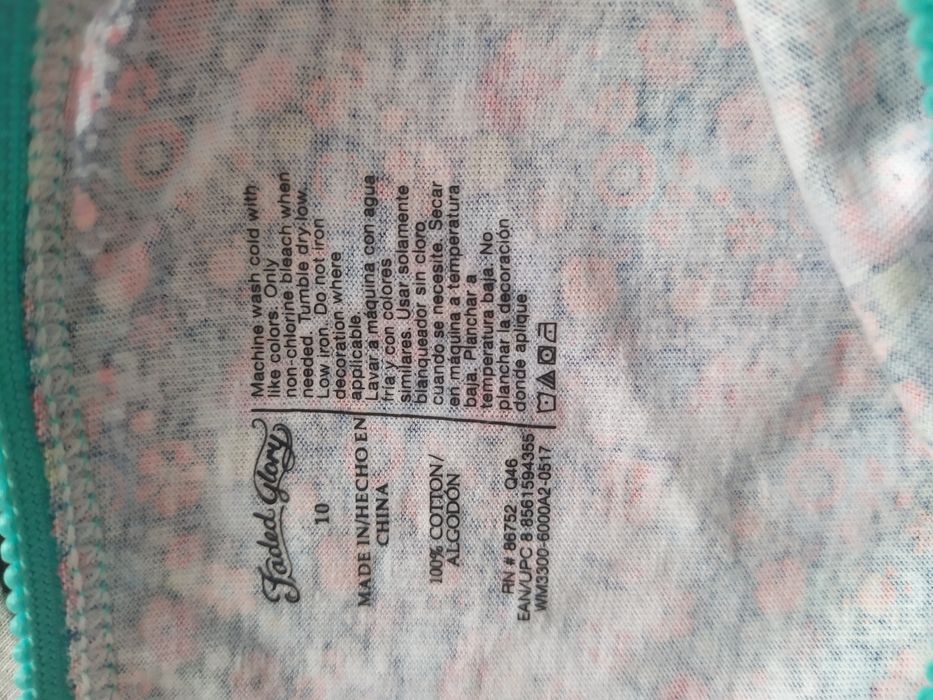 Faded Glory
10
MADE IN/HECHO EN
CHINA
100% COTTON/
ALGODÓN
RN # 86752  Q46
EAN/UPC 8 8561594355
WM3300-6000A2-0517
Machine wash cold with
like colors. Only
non-chlorine bleach when
needed. Tumble dry low.
Low iron. Do not iron
decoration where
applicable.
Lavar a máquina con agua
fría y con colores
similares. Usar solamente
blanqueador sin cloro
cuando se necesite. Secar
en máquina a temperatura
baja. Planchar a
temperatura baja. No
planchar la decoración
donde aplique.